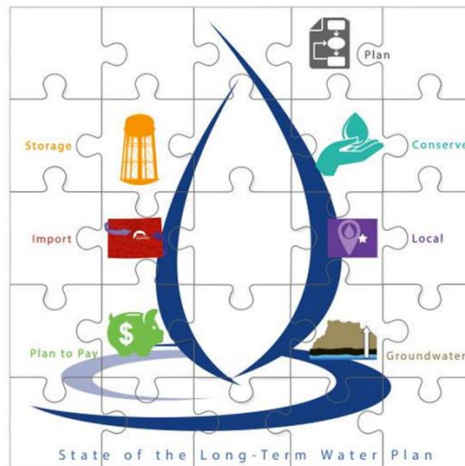 Plan
Storage
Conserve
Import
Local
Plan to Pay
$
Groundwater
State of the Long-Term Water Plan